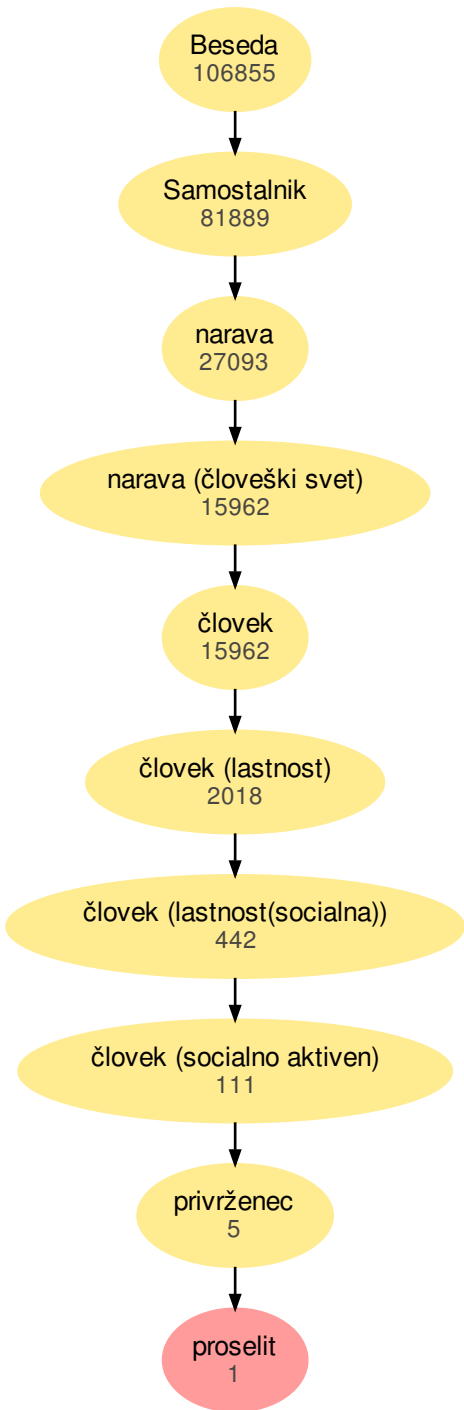 Beseda
106855
Samostalnik
81889
narava
27093
narava (človeški svet)
15962
človek
15962
človek (lastnost)
2018
človek (lastnost(socialna))
442
človek (socialno aktiven)
111
privrženec
5
proselit
1